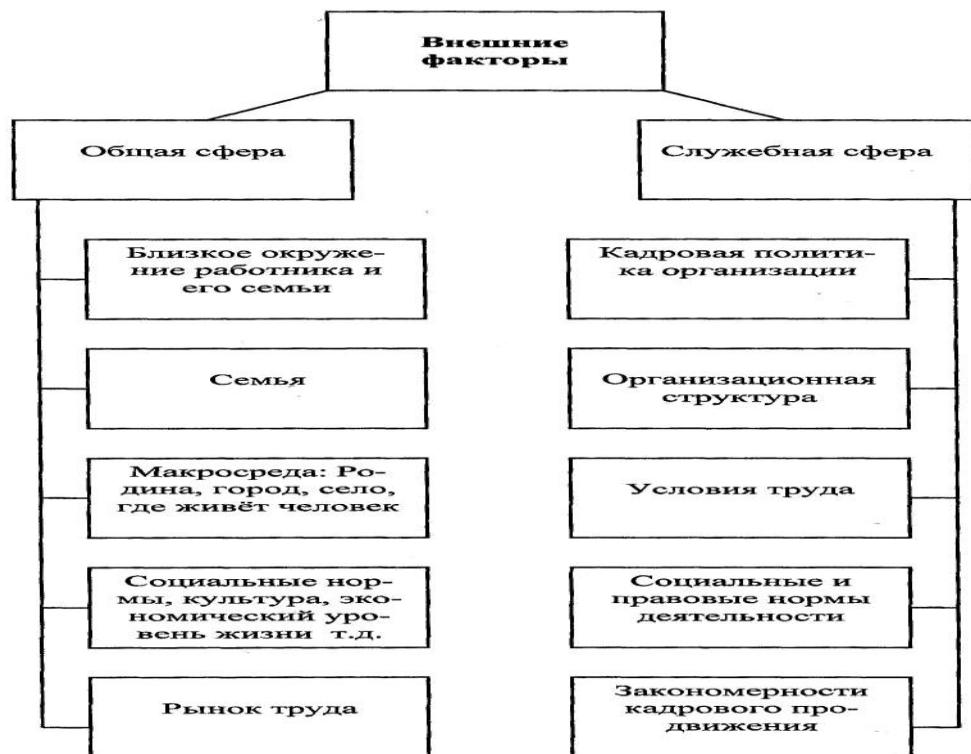 Внешние
факторы
Общая сфера
Служебная сфера
Близкое окруже-
ние работника и
его семьи
Кадровая полити-
ка организации
Семья
Организационная
структура
Макросреда: Ро-
дина, город, село,
где живёт человек
Условия труда
Социальные нор-
мы, культура, эко-
номический уро-
вень жизни т.д.
Социальные и
правовые нормы
деятельности
Рынок труда
Закономерности
кадрового про-
движения